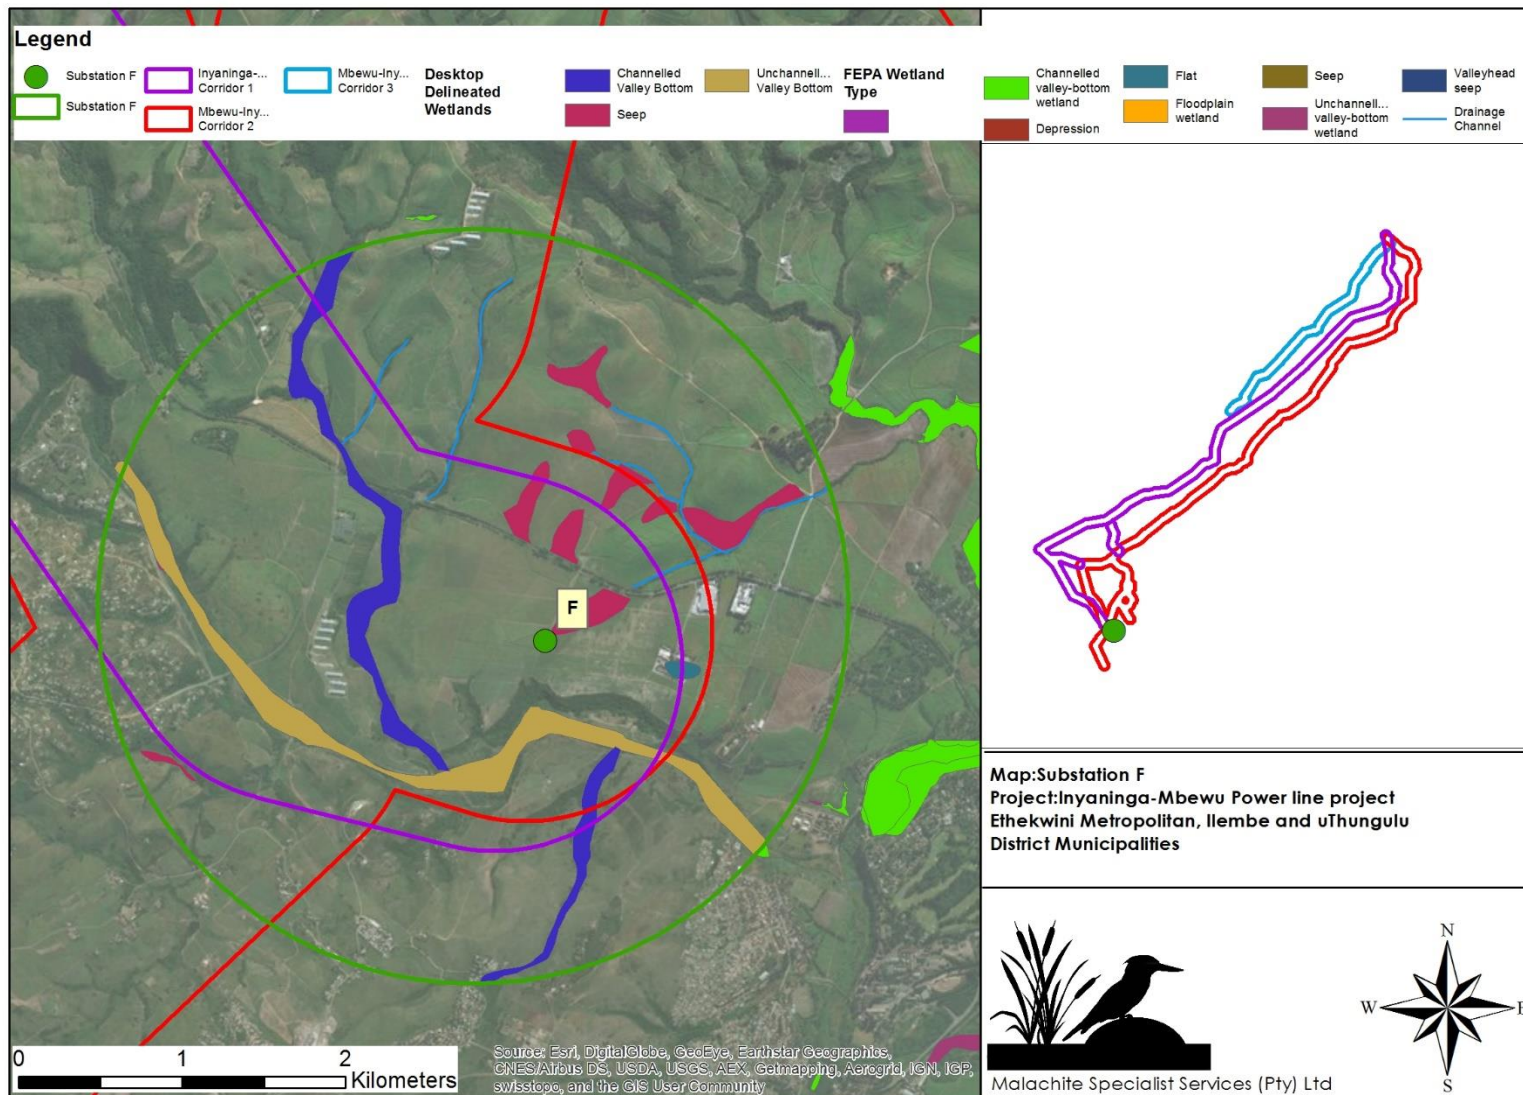 Legend
Substation F
Substation F
Inyaninga-...
Corridor 1
Mbewu-Iny...
Corridor 2
Mbewu-Iny...
Corridor 3
Desktop
Delineated
Wetlands
Channelled
Valley Bottom
Seep
Unchannell...
Valley Bottom
FEPA Wetland
Type
Channelled
valley-bottom
wetland
Depression
Flat
Floodplain
wetland
Seep
Unchannell...
valley-bottom
wetland
Valleyhead
seep
Drainage
Channel
F
0 1 2
Kilometers
Source: Esri, DigitalGlobe, GeoEye, Earthstar Geographics,
CNES/Airbus DS, USDA, USGS, AEX, Getmapping, Aerogrid, IGN, IGP,
swisstopo, and the GIS User Community
Map:Substation F
Project:Inyaninga-Mbewu Power line project
Ethekwini Metropolitan, Ilembe and uThungulu
District Municipalities
Malachite Specialist Services (Pty) Ltd
N
W E
S